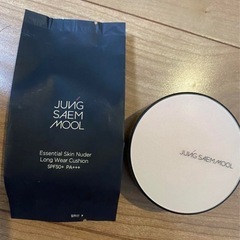 JUNG
SAEM
MOOL
Essential Skin Nuder
Long Wear Cushion
SPF50+ PA+++
JUNG SAEM MOOL